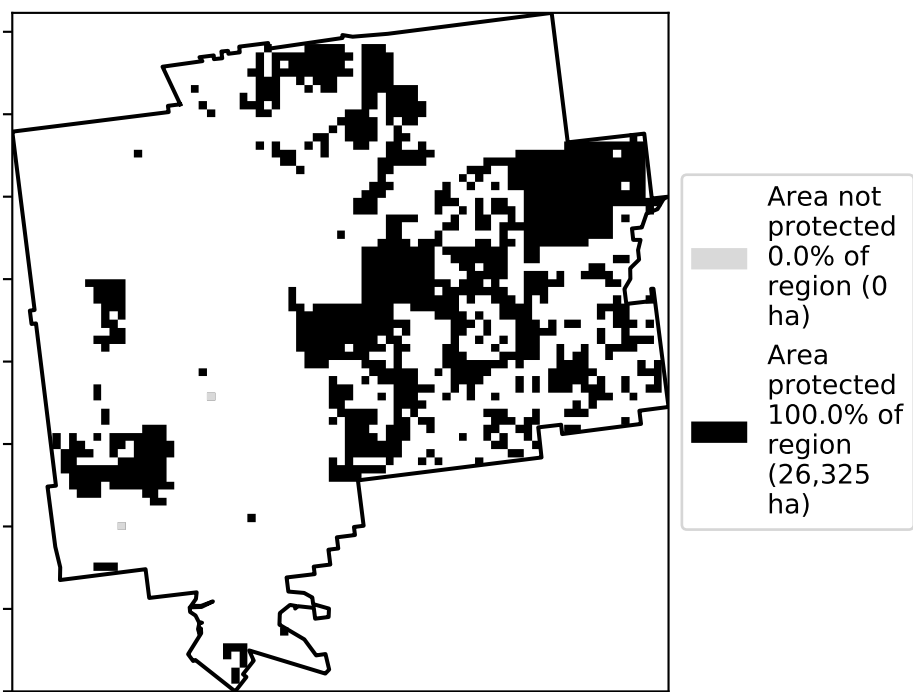 Area not
protected
0.0% of
region (0
ha)
Area
protected
100.0% of
region
(26,325
ha)